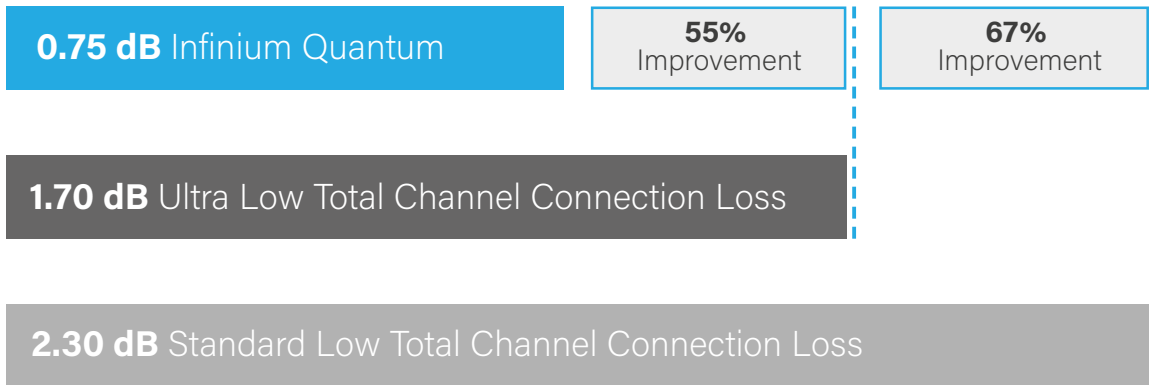 0.75 dB Infinium Quantum
55%
Improvement
67%
Improvement
1.70 dB Ultra Low Total Channel Connection Loss
2.30 dB Standard Low Total Channel Connection Loss